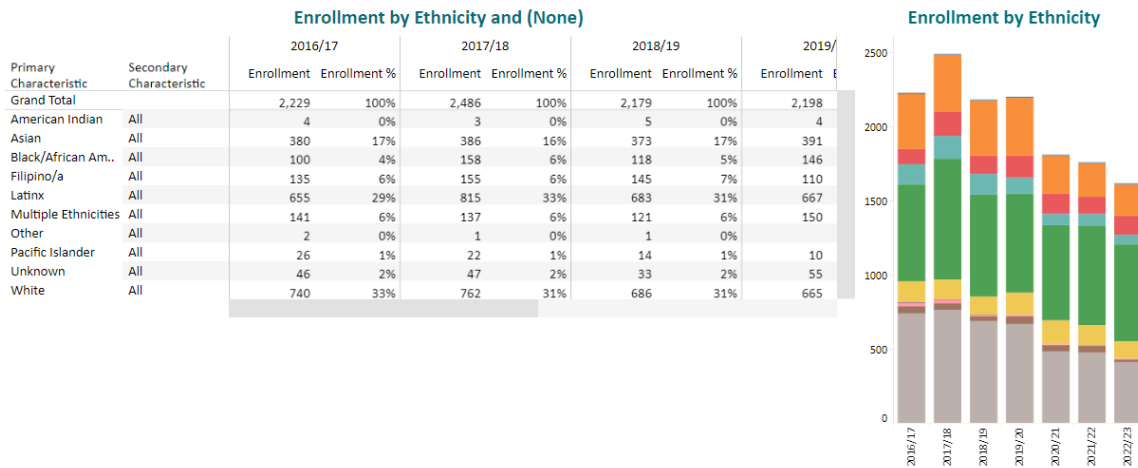 Enrollment by Ethnicity and (None)
2016/17 2017/18 2018/19 2019/
Primary Characteristic Secondary Characteristic Enrollment Enrollment % Enrollment Enrollment % Enrollment Enrollment % Enrollment
Grand Total 2,229 100% 2,486 100% 2,179 100% 2,198
American Indian All 4 0% 3 0% 5 0% 4
Asian All 380 17% 386 16% 373 17% 391
Black/African Am.. All 100 4% 158 6% 118 5% 146
Filipino/a All 135 6% 155 6% 145 7% 110
Latinx All 655 29% 815 33% 683 31% 667
Multiple Ethnicities All 141 6% 137 6% 121 6% 150
Other All 2 0% 1 0% 1 0%
Pacific Islander All 26 1% 22 1% 14 1% 10
Unknown All 46 2% 47 2% 33 2% 55
White All 740 33% 762 31% 686 31% 665
Enrollment by Ethnicity
2500
2000
1500
1000
500
0
2016/17
2017/18
2018/19
2019/20
2020/21
2021/22
2022/23